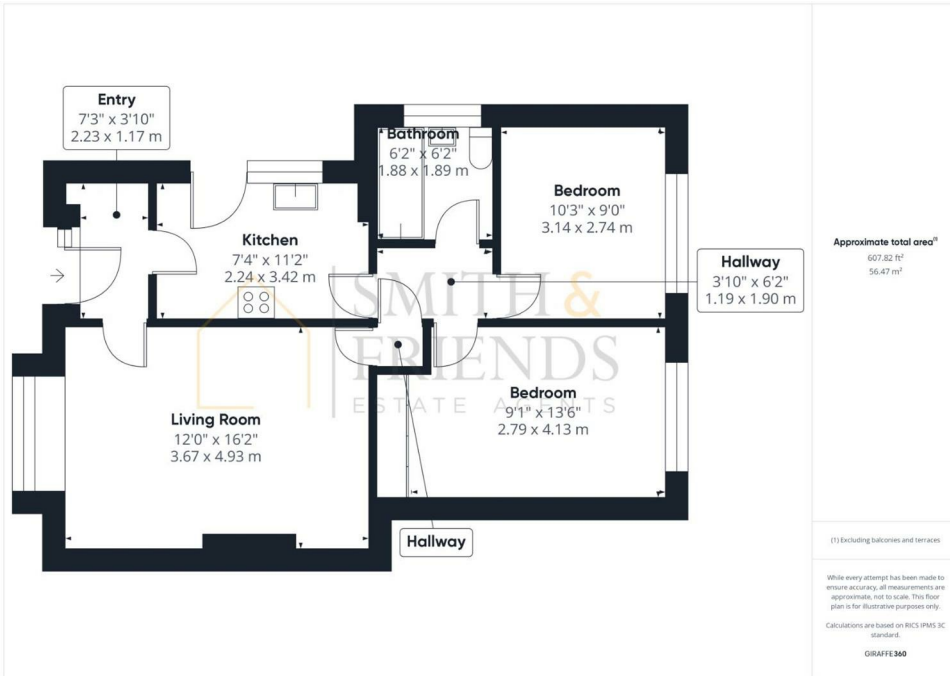 Entry
7'3" x 3'10"
2.23 x 1.17 m
Bathroom
6'2" x 6'2"
1.88 x 1.89 m
Bedroom
10'3" x 9'0"
3.14 x 2.74 m
Kitchen
7'4" x 11'2"
2.24 x 3.42 m
Hallway
3'10" x 6'2"
1.19 x 1.90 m
SMITH &
FRIENDS
ESTATE AGENTS
Living Room
12'0" x 16'2"
3.67 x 4.93 m
Bedroom
9'1" x 13'6"
2.79 x 4.13 m
Hallway
Approximate total area(1)
607.82 ft²
56.47 m²
(1) Excluding balconies and terraces
While every attempt has been made to
ensure accuracy, all measurements are
approximate, not to scale. This floor
plan is for illustrative purposes only.
Calculations are based on RICS IPMS 3C
standard.
GIRAFFE360